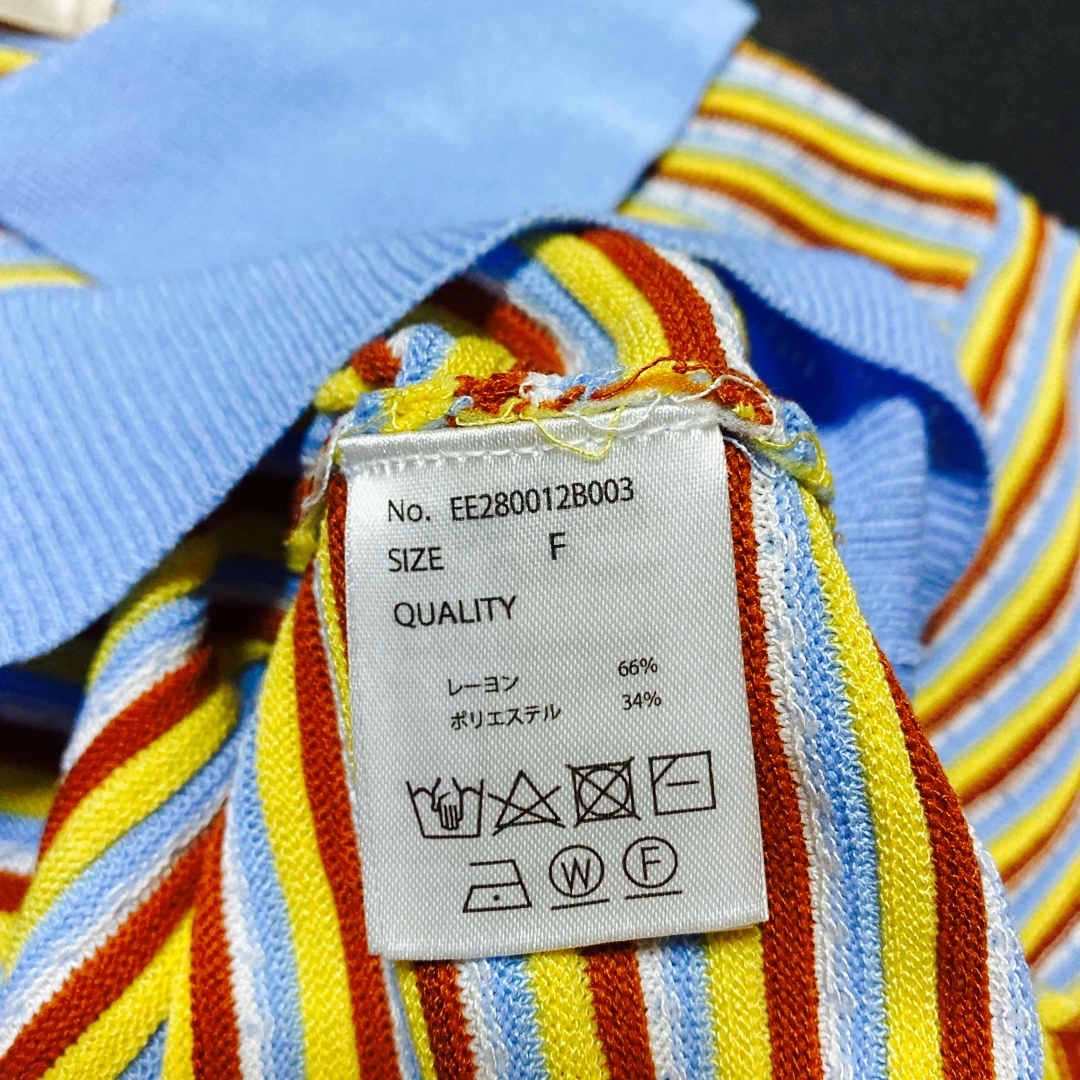 No. EE280012B003
SIZE F
QUALITY
レーヨン 66%
ポリエステル 34%
W F